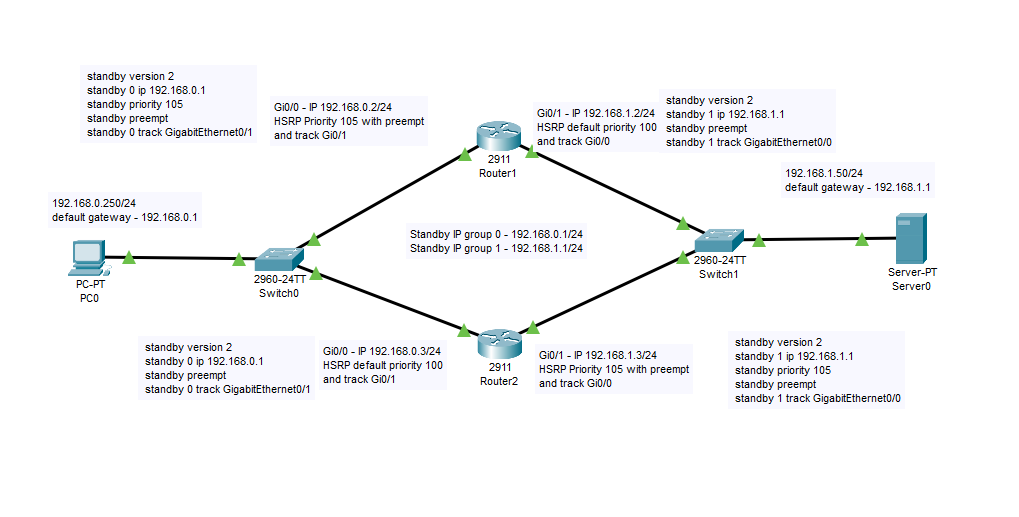 standby version 2
standby 0 ip 192.168.0.1
standby priority 105
standby preempt
standby 0 track GigabitEthernet0/1
Gi0/0 - IP 192.168.0.2/24
HSRP Priority 105 with preempt
and track Gi0/1
2911
Router1
Gi0/1 - IP 192.168.1.2/24
HSRP default priority 100
and track Gi0/0
standby version 2
standby 1 ip 192.168.1.1
standby preempt
standby 1 track GigabitEthernet0/0
192.168.1.50/24
default gateway - 192.168.1.1
192.168.0.250/24
default gateway - 192.168.0.1
PC-PT
PC0
2960-24TT
Switch0
Standby IP group 0 - 192.168.0.1/24
Standby IP group 1 - 192.168.1.1/24
2960-24TT
Switch1
Server-PT
Server0
standby version 2
standby 0 ip 192.168.0.1
standby preempt
standby 0 track GigabitEthernet0/1
Gi0/0 - IP 192.168.0.3/24
HSRP default priority 100
and track Gi0/1
2911
Router2
Gi0/1 - IP 192.168.1.3/24
HSRP Priority 105 with preempt
and track Gi0/0
standby version 2
standby 1 ip 192.168.1.1
standby priority 105
standby preempt
standby 1 track GigabitEthernet0/0